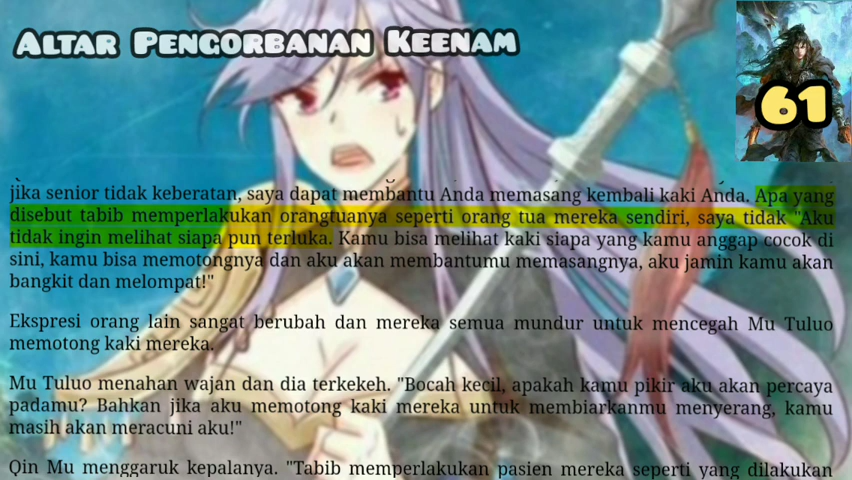 ALTAR PENGORBANAN KEENAM
61
jika senior tidak keberatan, saya dapat membantu Anda memasang kembali kaki Anda. Apa yang
disebut tabib memperlakukan orangtuanya seperti orang tua mereka sendiri, saya tidak "Aku
tidak ingin melihat siapa pun terluka. Kamu bisa melihat kaki siapa yang kamu anggap cocok di
sini, kamu bisa memotongnya dan aku akan membantumu memasangnya, aku jamin kamu akan
bangkit dan melompat!"
Ekspresi orang lain sangat berubah dan mereka semua mundur untuk mencegah Mu Tuluo
memotong kaki mereka.
Mu Tuluo menahan wajan dan dia terkekeh. "Bocah kecil, apakah kamu pikir aku akan percaya
padamu? Bahkan jika aku memotong kaki mereka untuk membiarkanmu menyerang, kamu
masih akan meracuni aku!"
Qin Mu menggaruk kepalanya. "Tabib memperlakukan pasien mereka seperti yang dilakukan